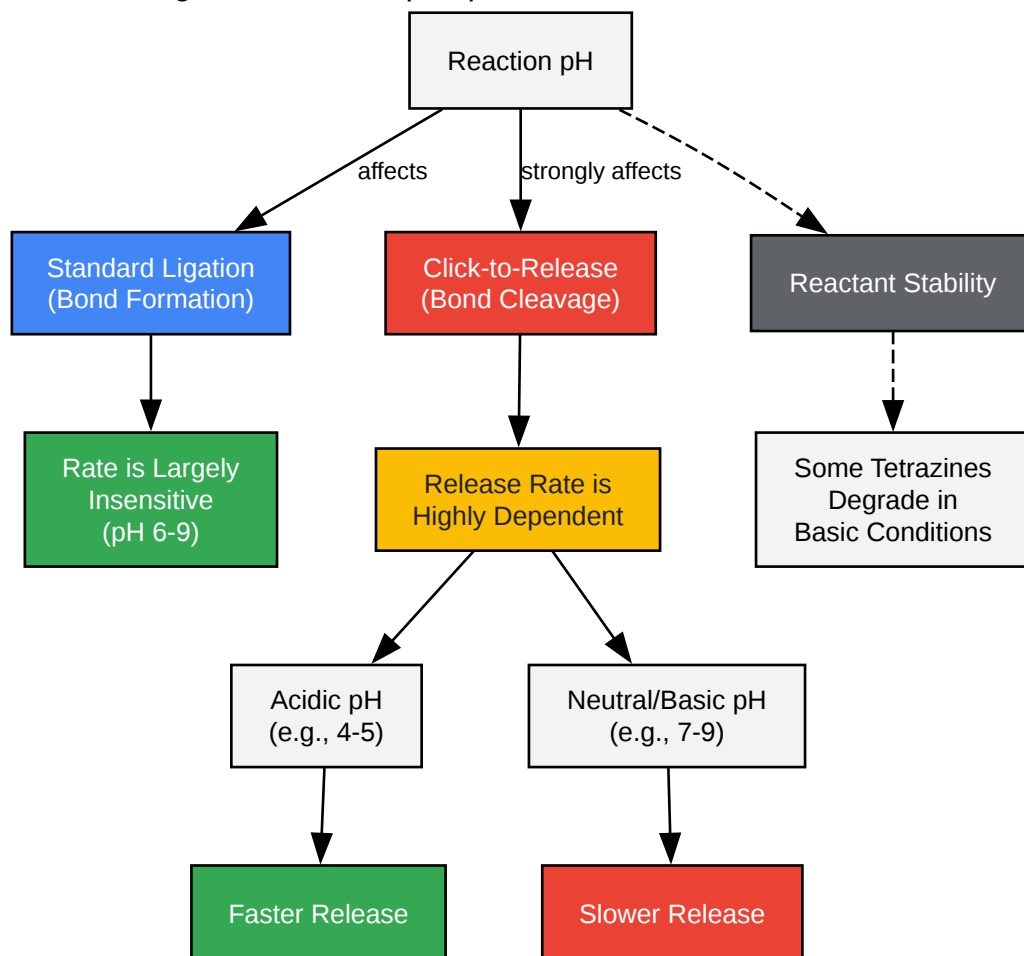 Reaction pH
affects
strongly affects
Standard Ligation
(Bond Formation)
Click-to-Release
(Bond Cleavage)
Reactant Stability
Rate is Largely
Insensitive
(pH 6-9)
Release Rate is
Highly Dependent
Some Tetrazines
Degrade in
Basic Conditions
Acidic pH
(e.g., 4-5)
Neutral/Basic pH
(e.g., 7-9)
Faster Release
Slower Release